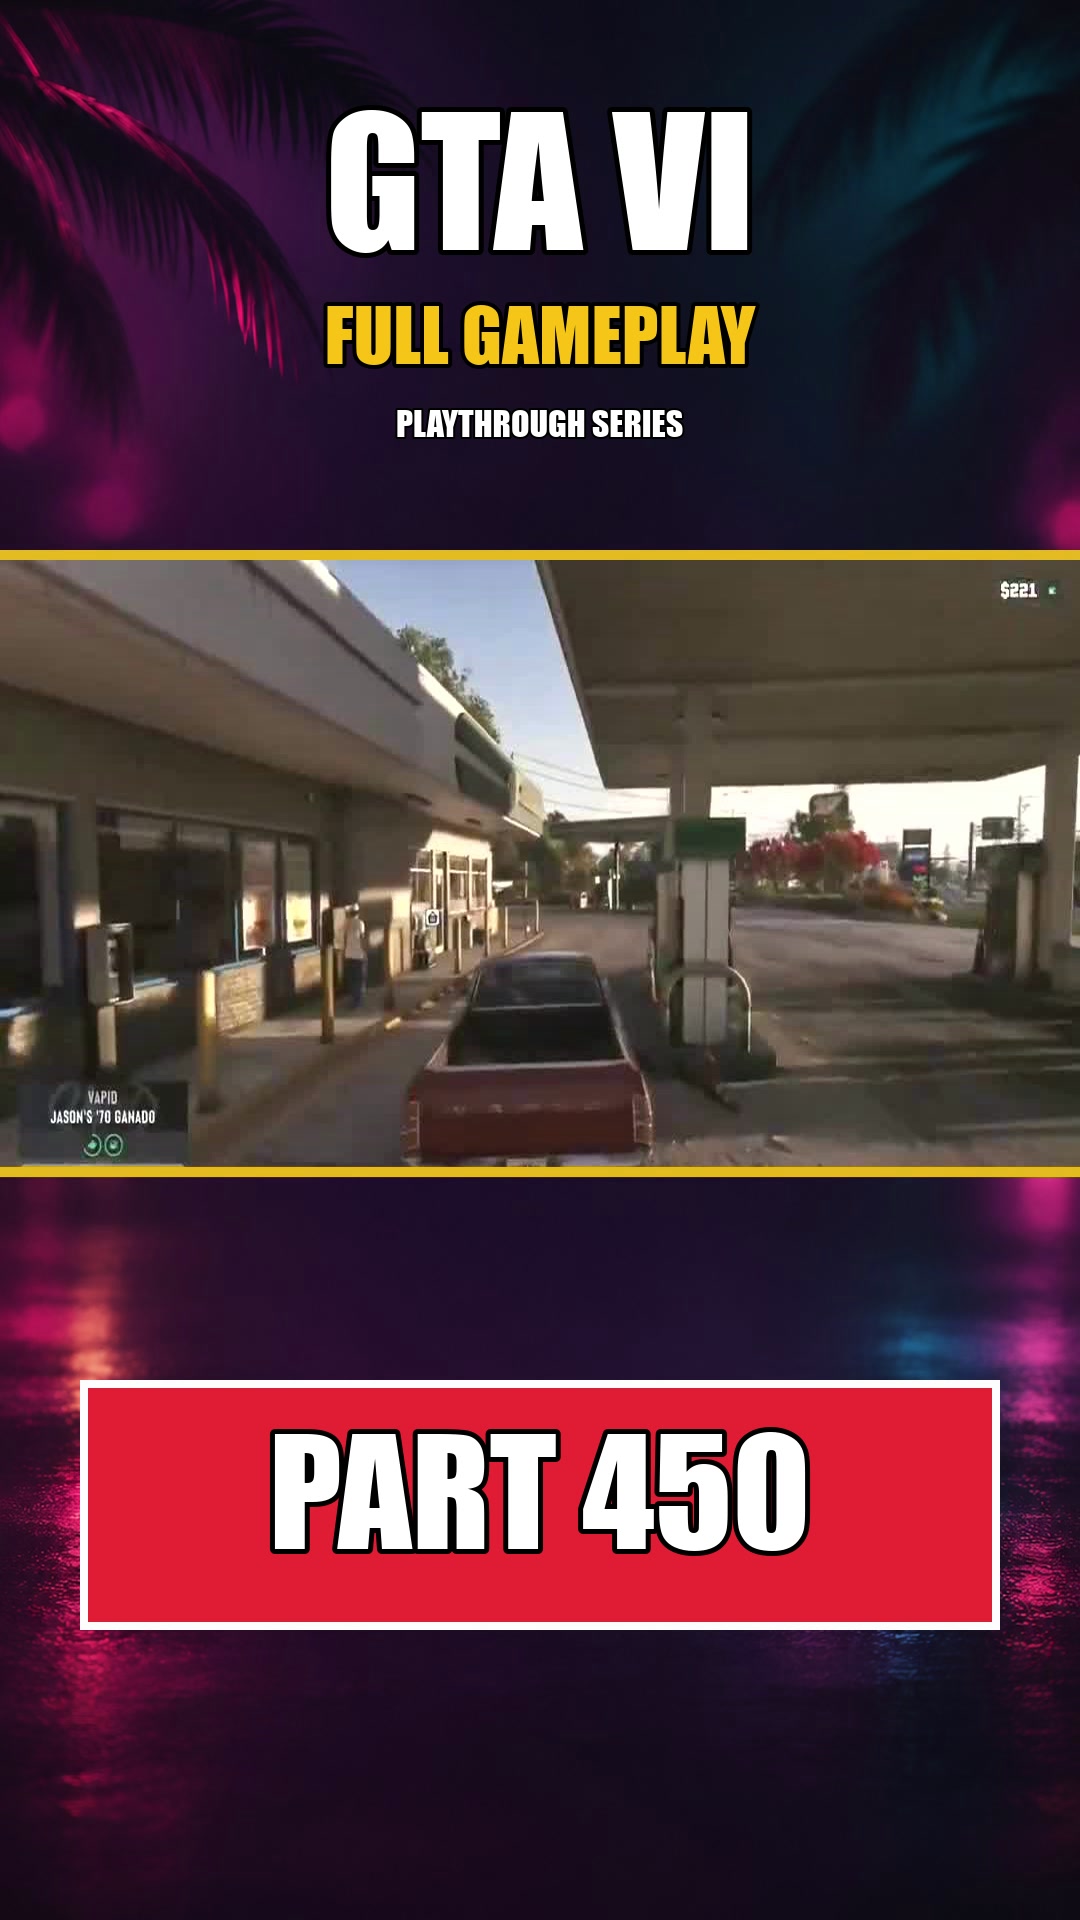 GTA VI
FULL GAMEPLAY
PLAYTHROUGH SERIES
$221
VAPID
JASON'S '70 GANADO
PART 450